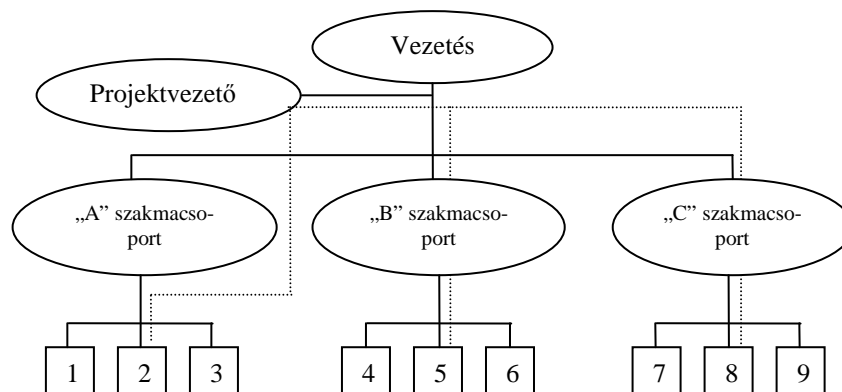 Vezetés
Projektvezető
„A” szakmacso-
port
„B” szakmacso-
port
„C” szakmacso-
port
1 2 3 4 5 6 7 8 9